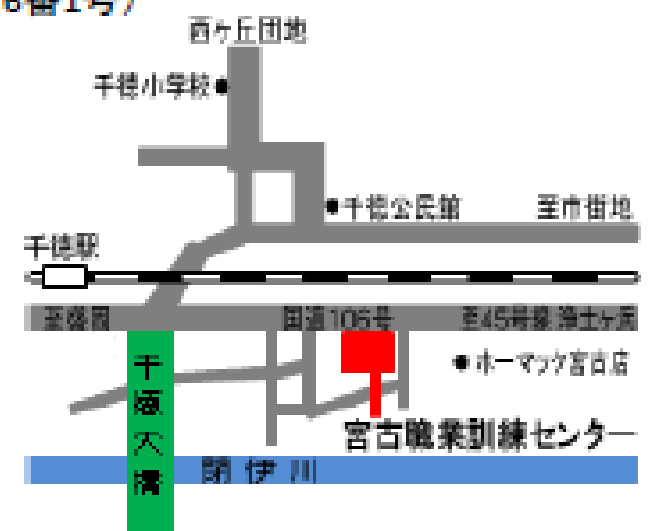 6番1号)
西ヶ丘団地
千徳小学校
千徳公民館
至市街地
千徳駅
至盛岡
国道106号
至45号線 浄土ヶ浜
千徳大橋
ホーマック宮古店
宮古職業訓練センター
閉伊川